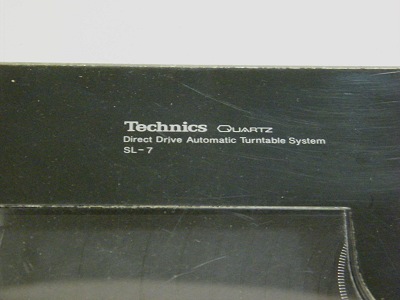 Technics QUARTZ
Direct Drive Automatic Turntable System
SL-7